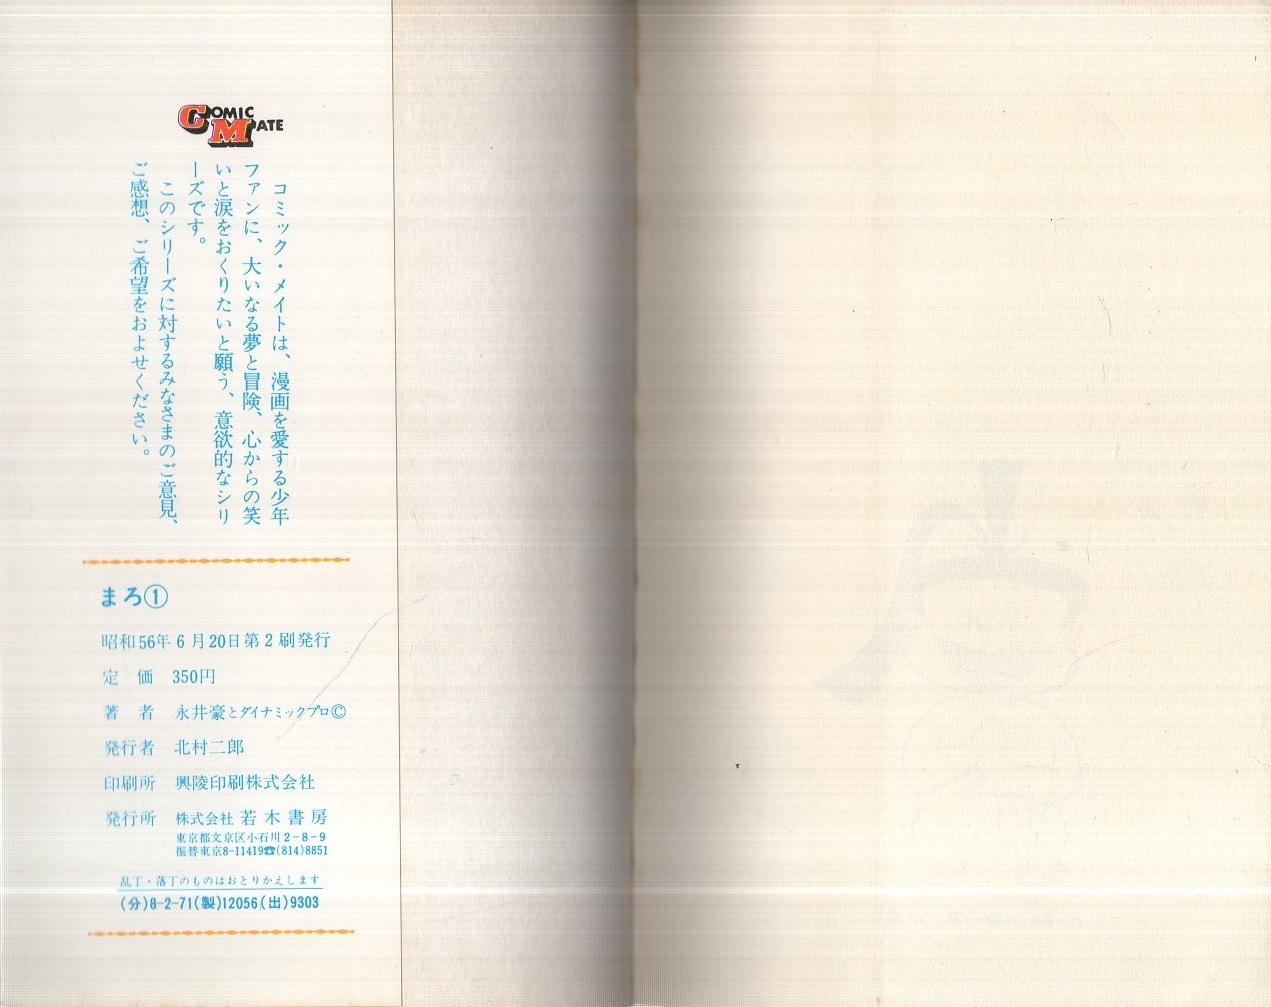 COMIC
MATE
コミック・メイトは、漫画を愛する少年
ファンに、大いなる夢と冒険、心からの笑
いと涙をおくりたいと願う、意欲的なシリ
ーズです。
このシリーズに対するみなさまのご意見、
ご感想、ご希望をおよせください。
まろ①
昭和56年6月20日第2刷発行
定 価 350円
著 者 永井豪とダイナミックプロ©
発行者 北村二郎
印刷所 興陵印刷株式会社
発行所 株式会社 若木書房
東京都文京区小石川2-8-9
振替東京8-11419☎(814)8851
乱丁・落丁のものはおとりかえします
(分)8-2-71(製)12056(出)9303